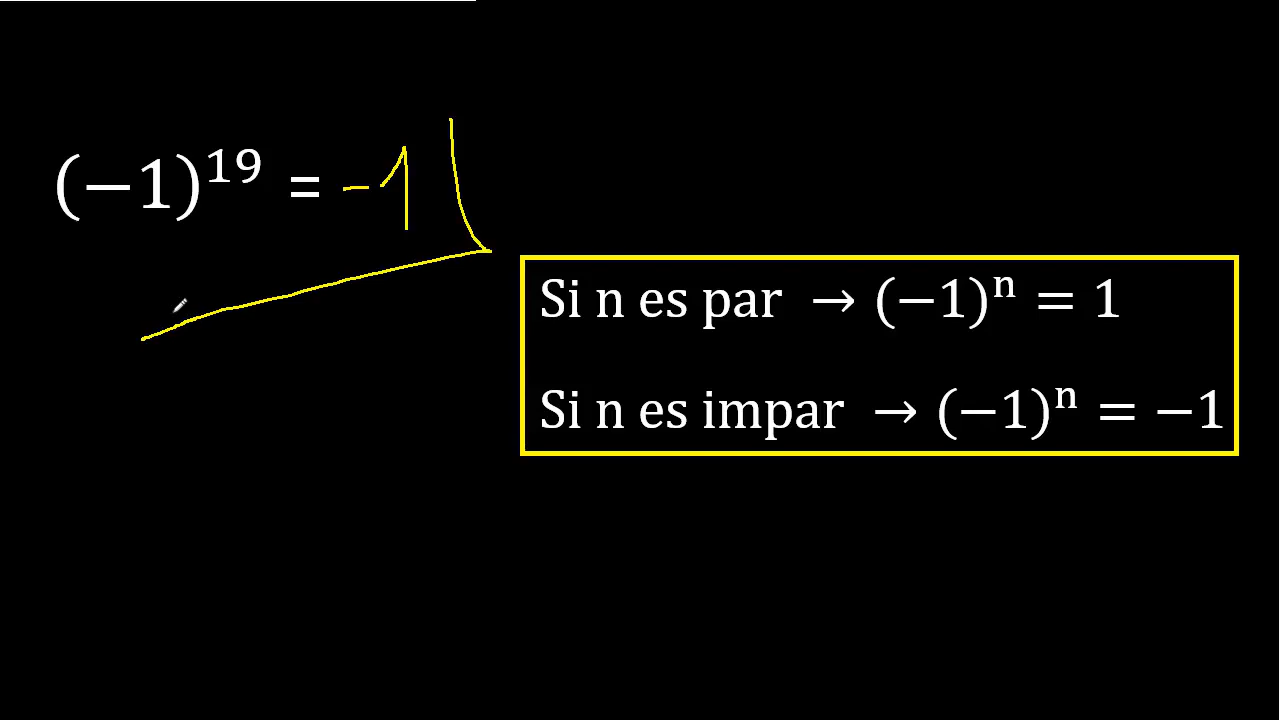 (−1)¹⁹ = -1
Si n es par → (−1)ⁿ = 1
Si n es impar → (−1)ⁿ = −1